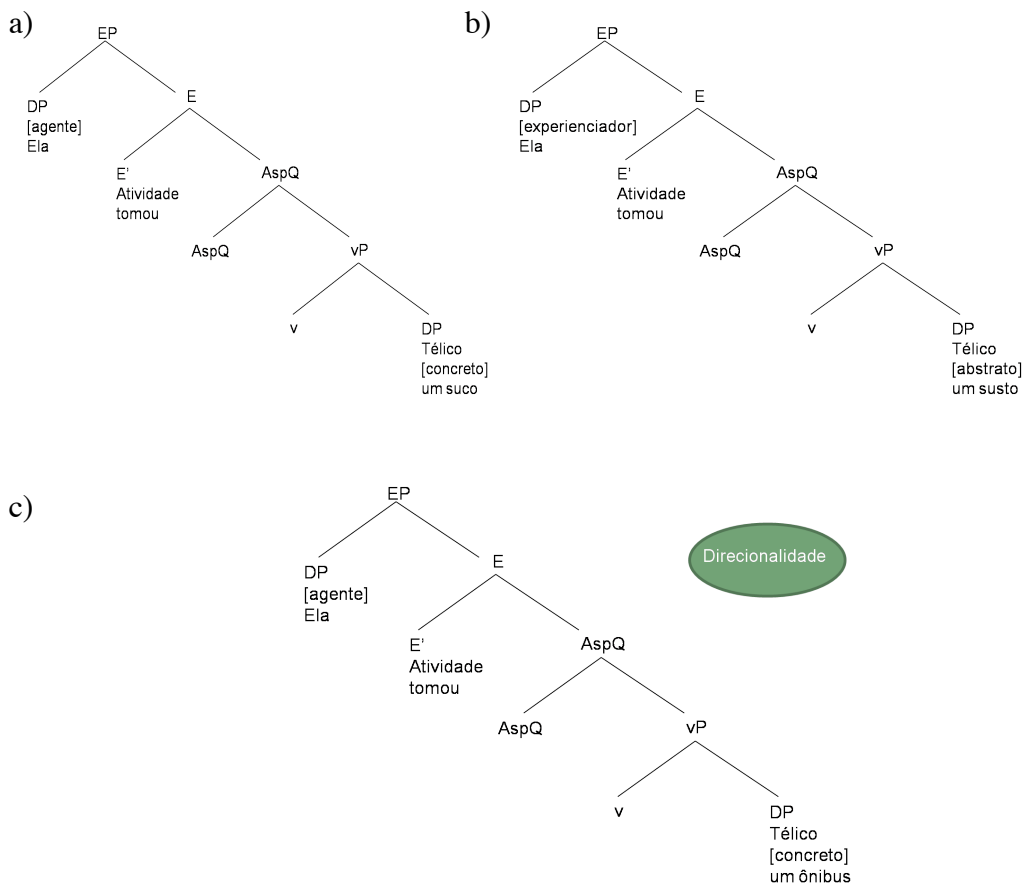 a)
EP
DP
[agente]
Ela
E
E'
Atividade
tomou
AspQ
AspQ
vP
v
DP
Télico
[concreto]
um suco
b)
EP
DP
[experienciador]
Ela
E
E'
Atividade
tomou
AspQ
AspQ
vP
v
DP
Télico
[abstrato]
um susto
c)
EP
Direcionalidade
DP
[agente]
Ela
E
E'
Atividade
tomou
AspQ
AspQ
vP
v
DP
Télico
[concreto]
um ônibus